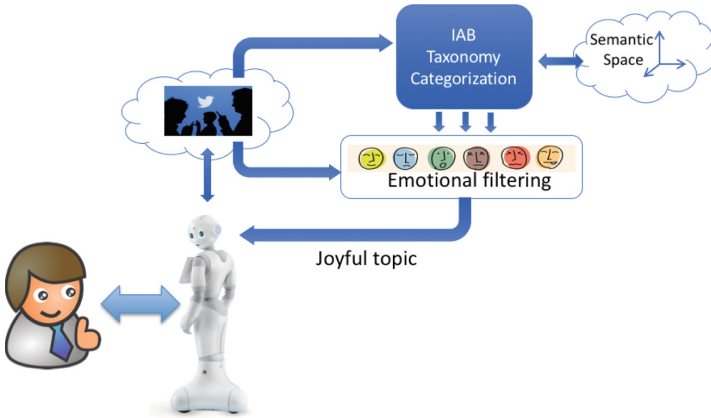 IAB
Taxonomy
Categorization
Semantic
Space
Emotional filtering
Joyful topic